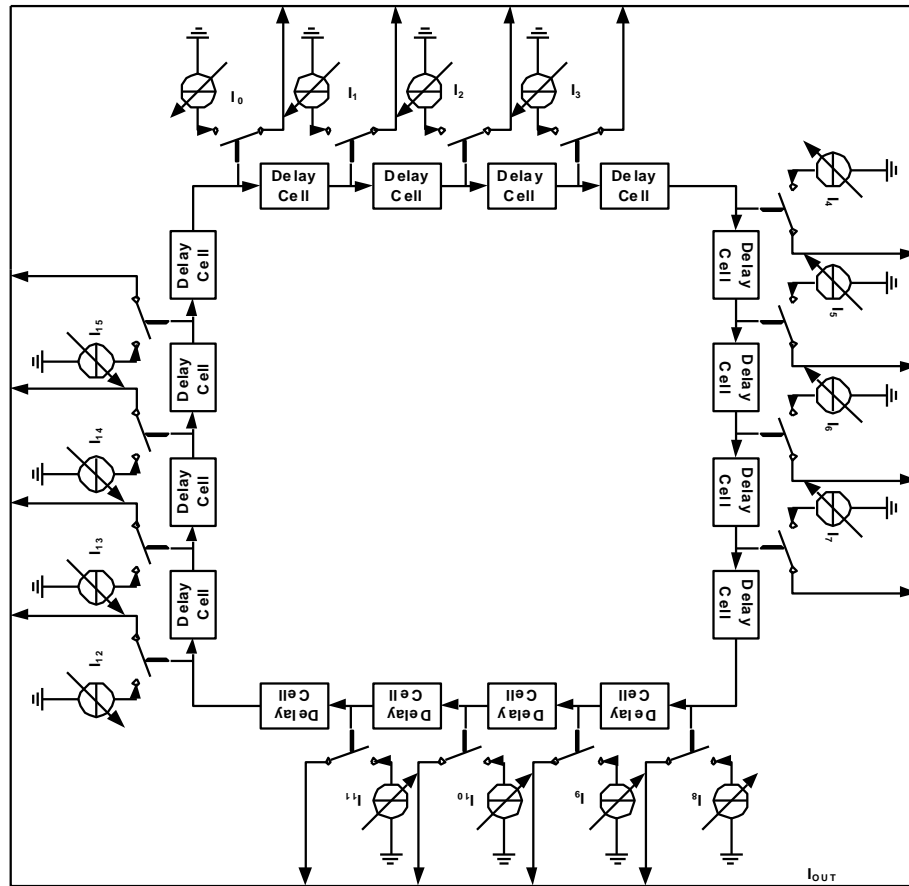 I0
I1
I2
I3
Delay
Cell
Delay
Cell
Delay
Cell
Delay
Cell
I4
Delay
Cell
I5
Delay
Cell
I6
Delay
Cell
I7
Delay
Cell
I8
Delay
Cell
I9
Delay
Cell
I10
Delay
Cell
I11
Delay
Cell
I12
Delay
Cell
I13
Delay
Cell
I14
Delay
Cell
I15
Delay
Cell
IOUT